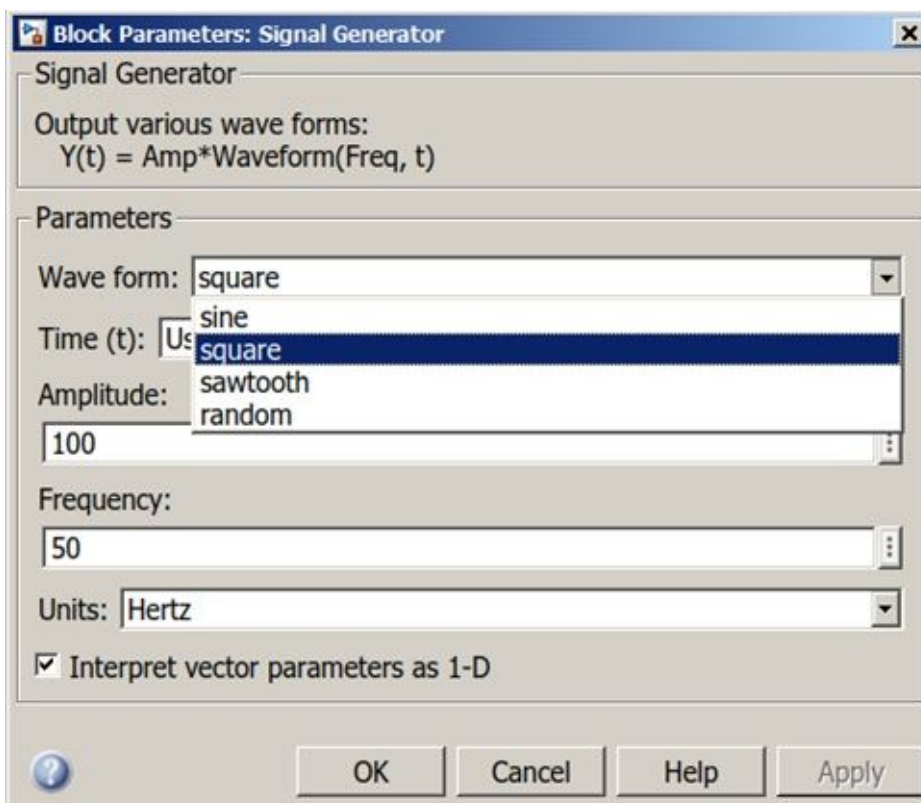 Block Parameters: Signal Generator
Signal Generator
Output various wave forms:
Y(t) = Amp*Waveform(Freq, t)
Parameters
Wave form: square
sine
Time (t): Us
square
sawtooth
Amplitude:
random
100
Frequency:
50
Units: Hertz
Interpret vector parameters as 1-D
OK Cancel Help Apply